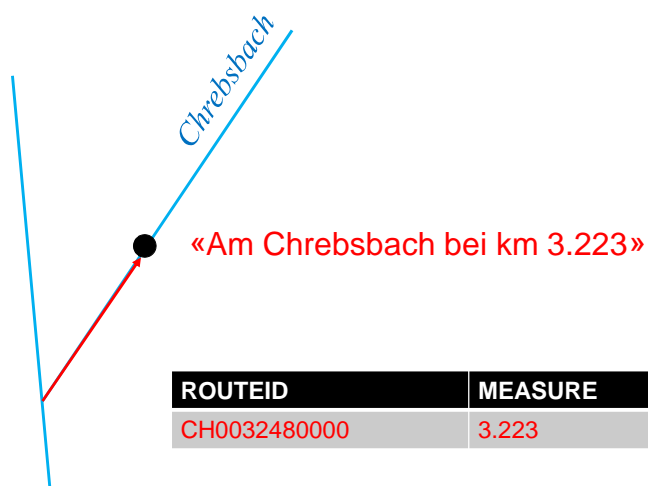 Chrebsbach
«Am Chrebsbach bei km 3.223»
ROUTEID MEASURE
CH0032480000 3.223